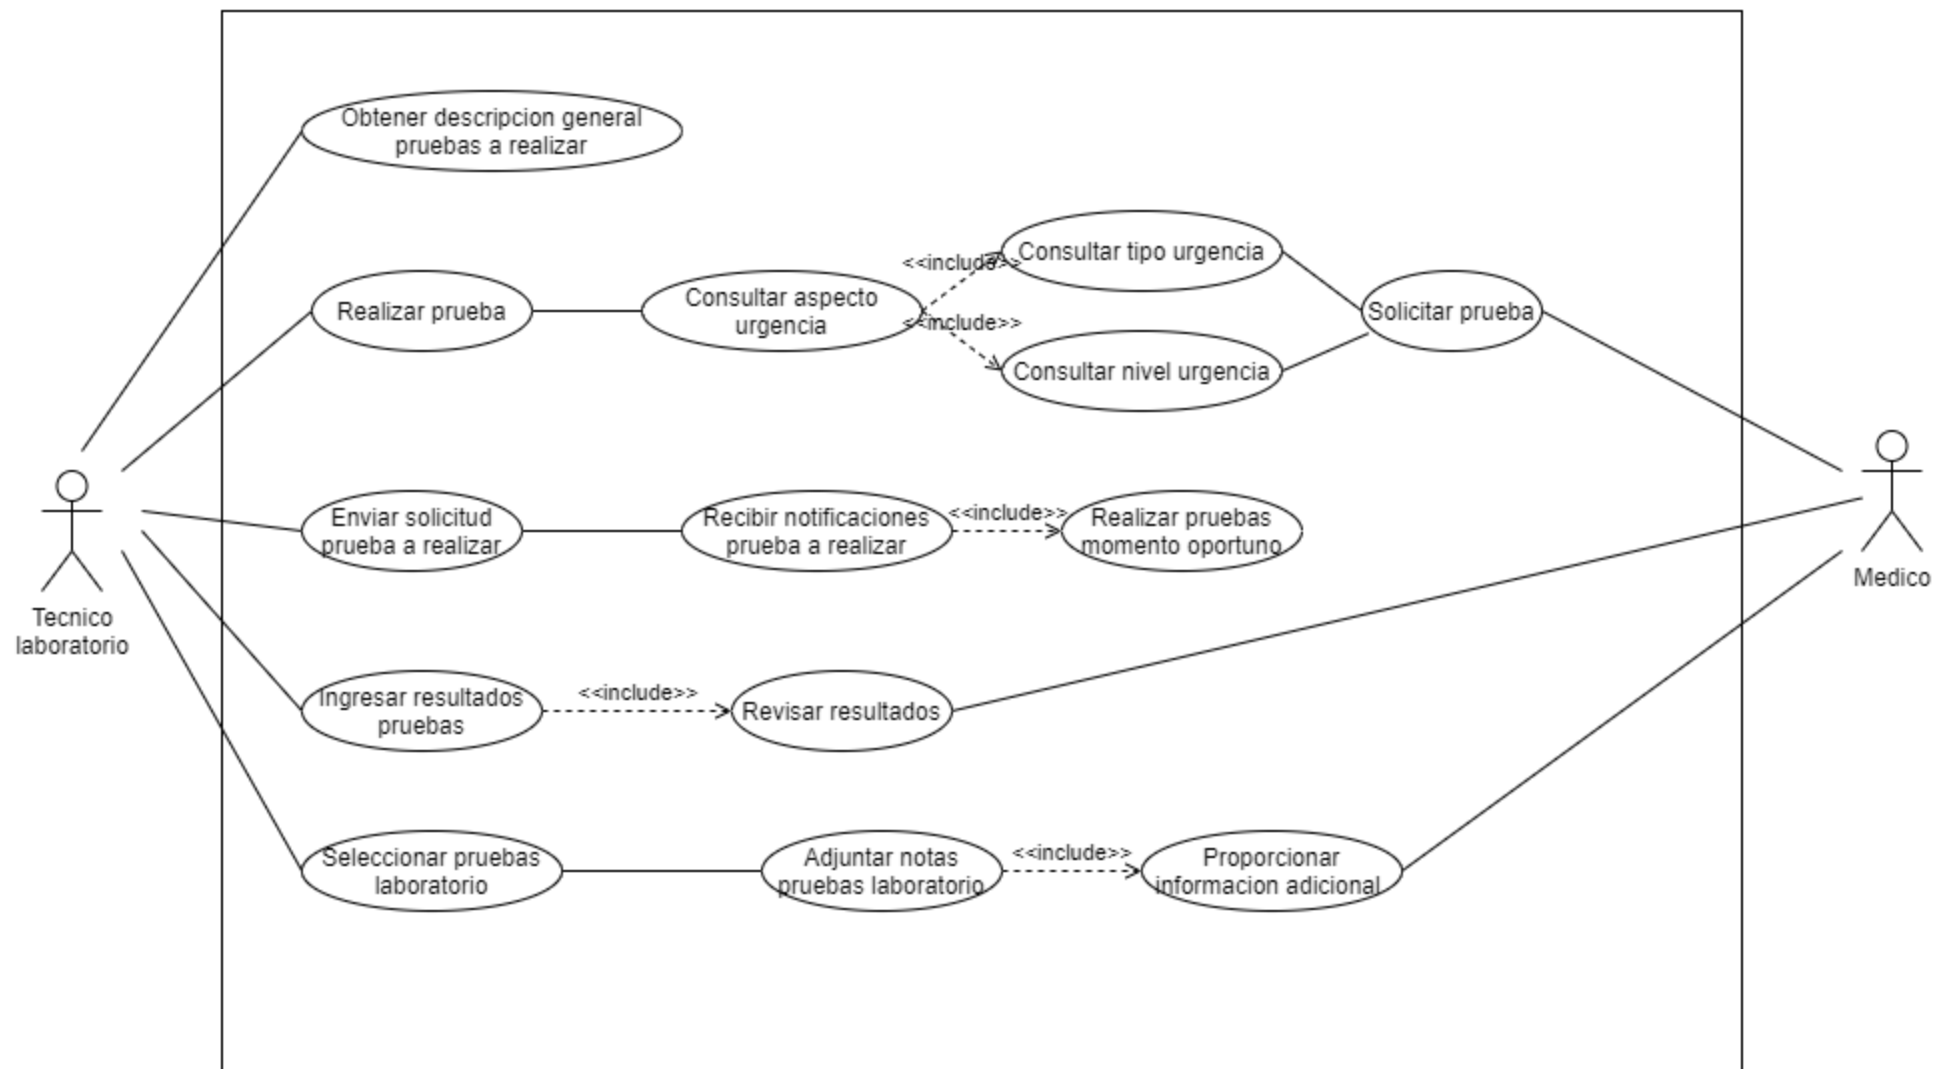 Obtener descripcion general
pruebas a realizar
Realizar prueba
Consultar aspecto
urgencia
<<include>>
<<include>>
Consultar tipo urgencia
Consultar nivel urgencia
Solicitar prueba
Tecnico
laboratorio
Medico
Enviar solicitud
prueba a realizar
Recibir notificaciones
prueba a realizar
<<include>>
Realizar pruebas
momento oportuno
Ingresar resultados
pruebas
<<include>>
Revisar resultados
Seleccionar pruebas
laboratorio
Adjuntar notas
pruebas laboratorio
<<include>>
Proporcionar
informacion adicional